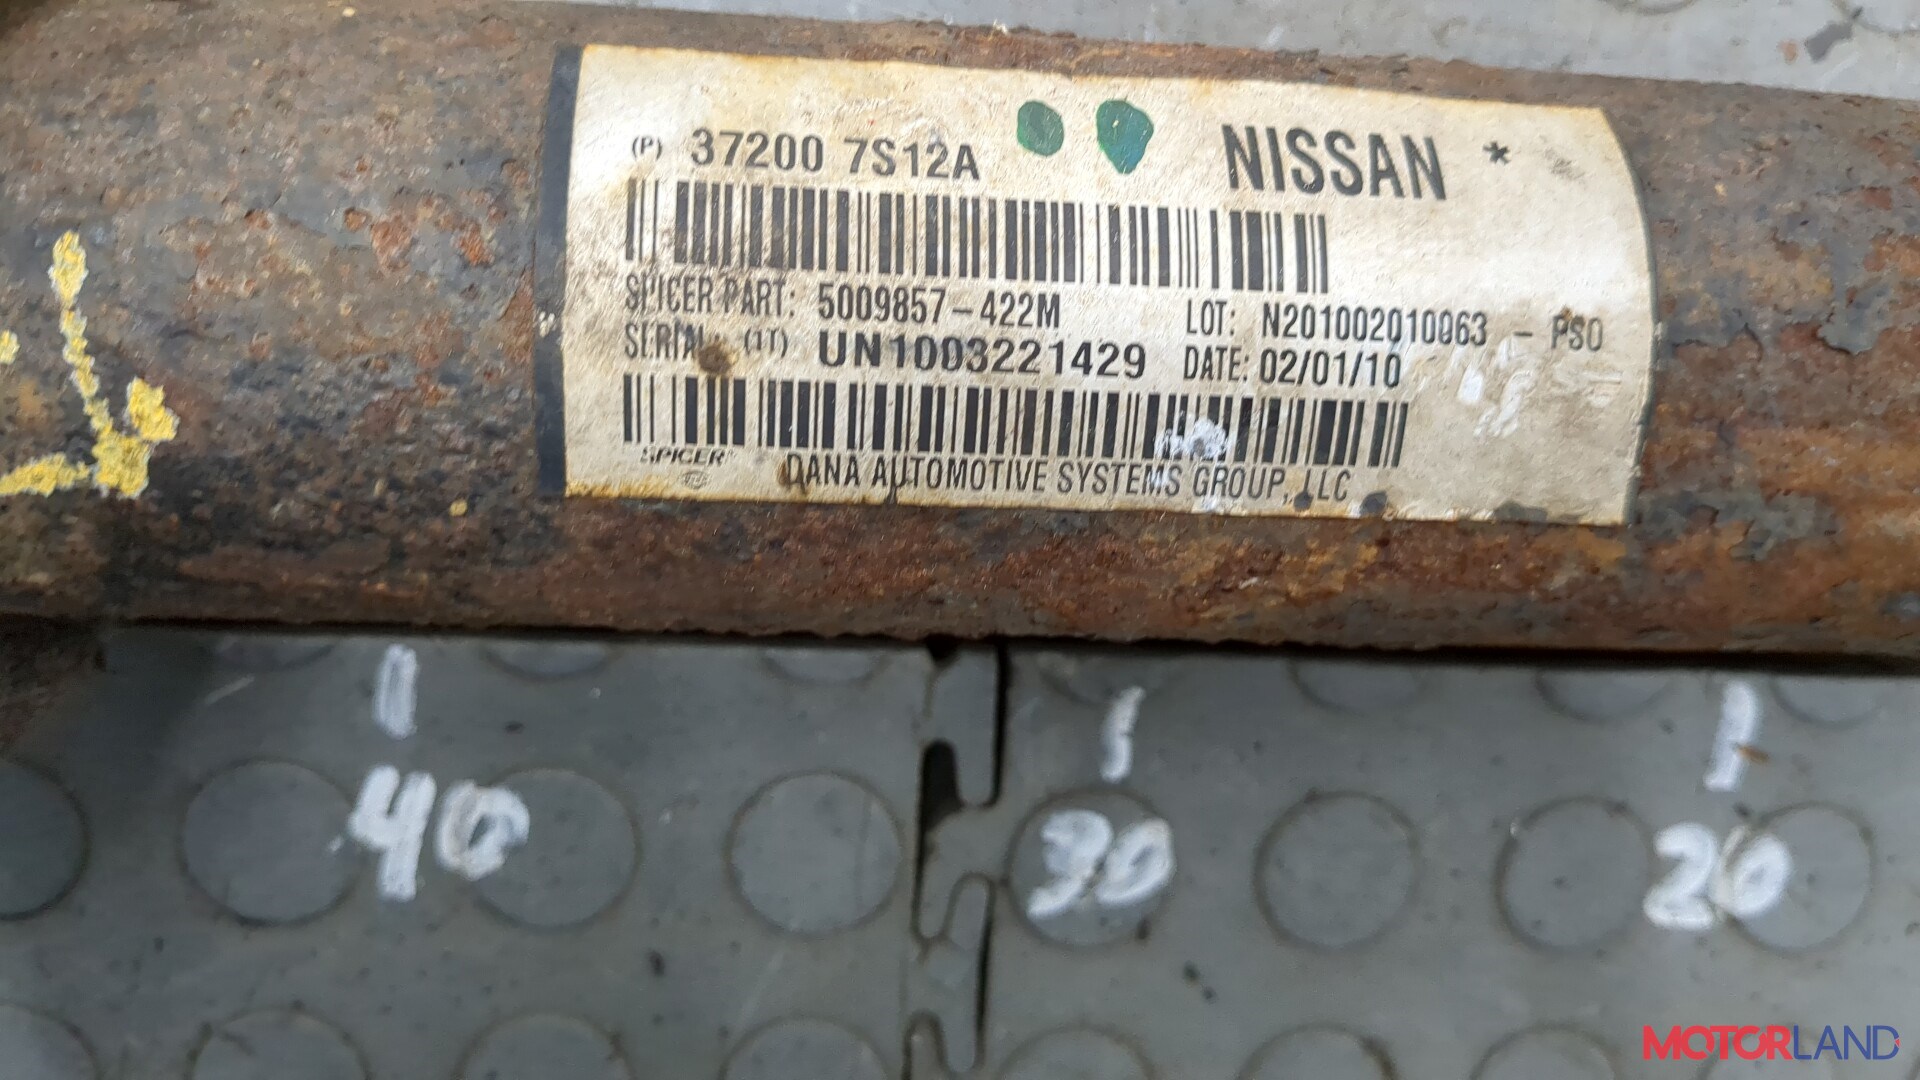 (P) 37200 7S12A NISSAN *
SPICER PART: 5009857-422M LOT: N201002010063 - PS0
SERIAL: (1T) UN1003221429 DATE: 02/01/10
SPICER®
DANA AUTOMOTIVE SYSTEMS GROUP, LLC
40 30 20
MOTORLAND